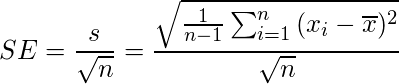 SE = \frac{s}{\sqrt{n}} = \frac{\sqrt{\frac{1}{n-1} \sum_{i=1}^{n} (x_i - \overline{x})^2}}{\sqrt{n}}